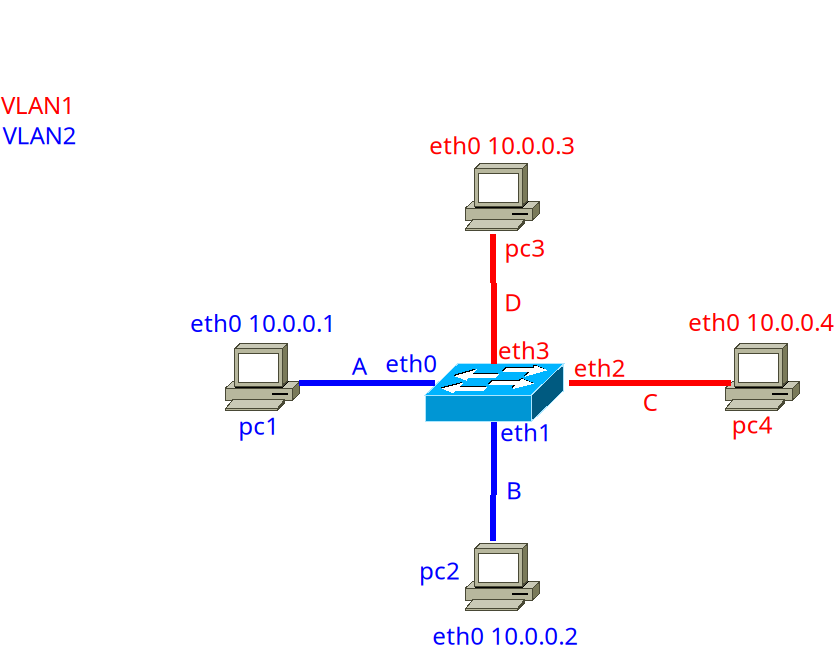 VLAN1
VLAN2
eth0 10.0.0.3
pc3
D
eth0 10.0.0.1
eth0 10.0.0.4
A
eth0
eth3
eth2
C
pc1
pc4
eth1
B
pc2
eth0 10.0.0.2